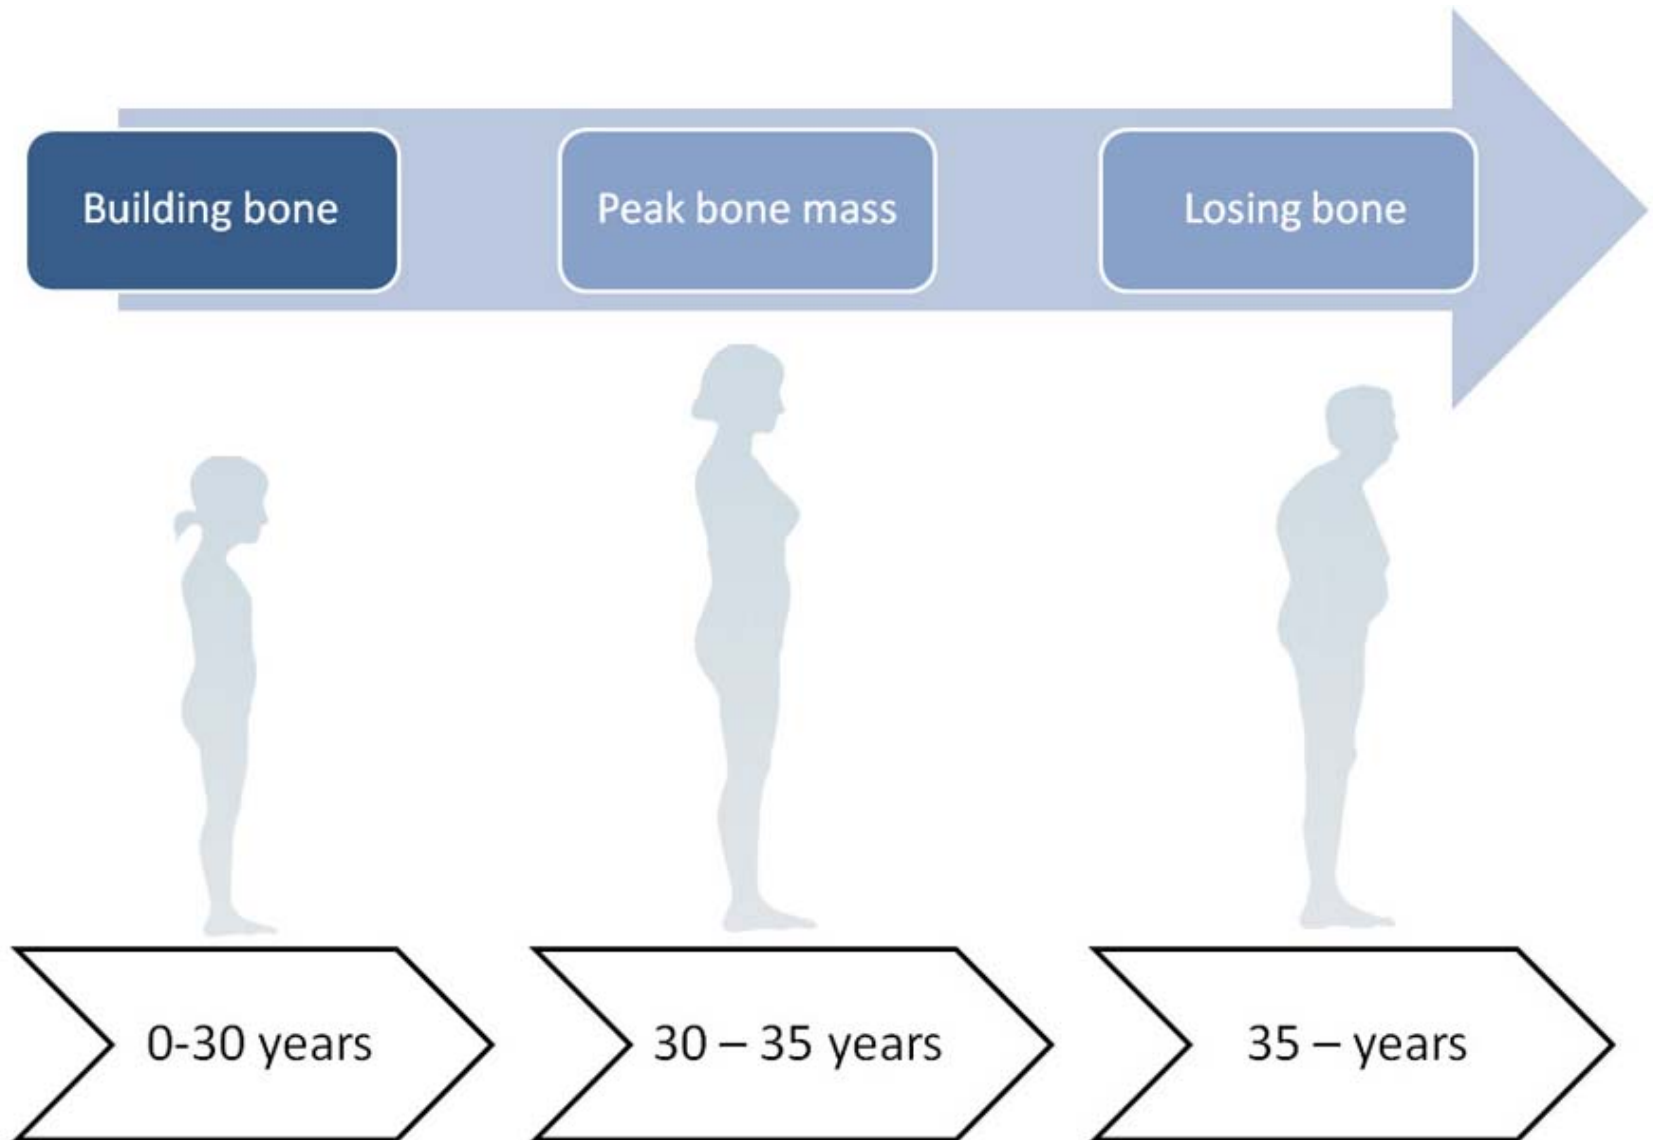 Building bone
Peak bone mass
Losing bone
0-30 years
30 – 35 years
35 – years